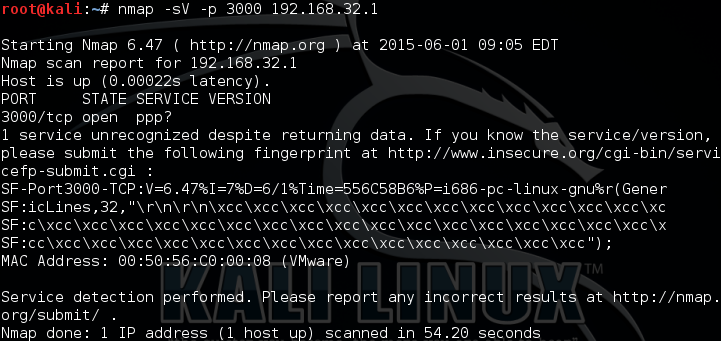 root@kali:~# nmap -sV -p 3000 192.168.32.1
Starting Nmap 6.47 ( http://nmap.org ) at 2015-06-01 09:05 EDT
Nmap scan report for 192.168.32.1
Host is up (0.00022s latency).
PORT     STATE SERVICE VERSION
3000/tcp open  ppp?
1 service unrecognized despite returning data. If you know the service/version,
please submit the following fingerprint at http://www.insecure.org/cgi-bin/servi
cefp-submit.cgi :
SF-Port3000-TCP:V=6.47%I=7%D=6/1%Time=556C58B6%P=i686-pc-linux-gnu%r(Gener
SF:icLines,32,"\r\n\r\n\xcc\xcc\xcc\xcc\xcc\xcc\xcc\xcc\xcc\xcc\xcc\xcc\xc
SF:c\xcc\xcc\xcc\xcc\xcc\xcc\xcc\xcc\xcc\xcc\xcc\xcc\xcc\xcc\xcc\xcc\xcc\x
SF:cc\xcc\xcc\xcc\xcc\xcc\xcc\xcc\xcc\xcc\xcc\xcc\xcc\xcc\xcc");
MAC Address: 00:50:56:C0:00:08 (VMware)
KALI LINUX™
Service detection performed. Please report any incorrect results at http://nmap.
org/submit/ .
Nmap done: 1 IP address (1 host up) scanned in 54.20 seconds